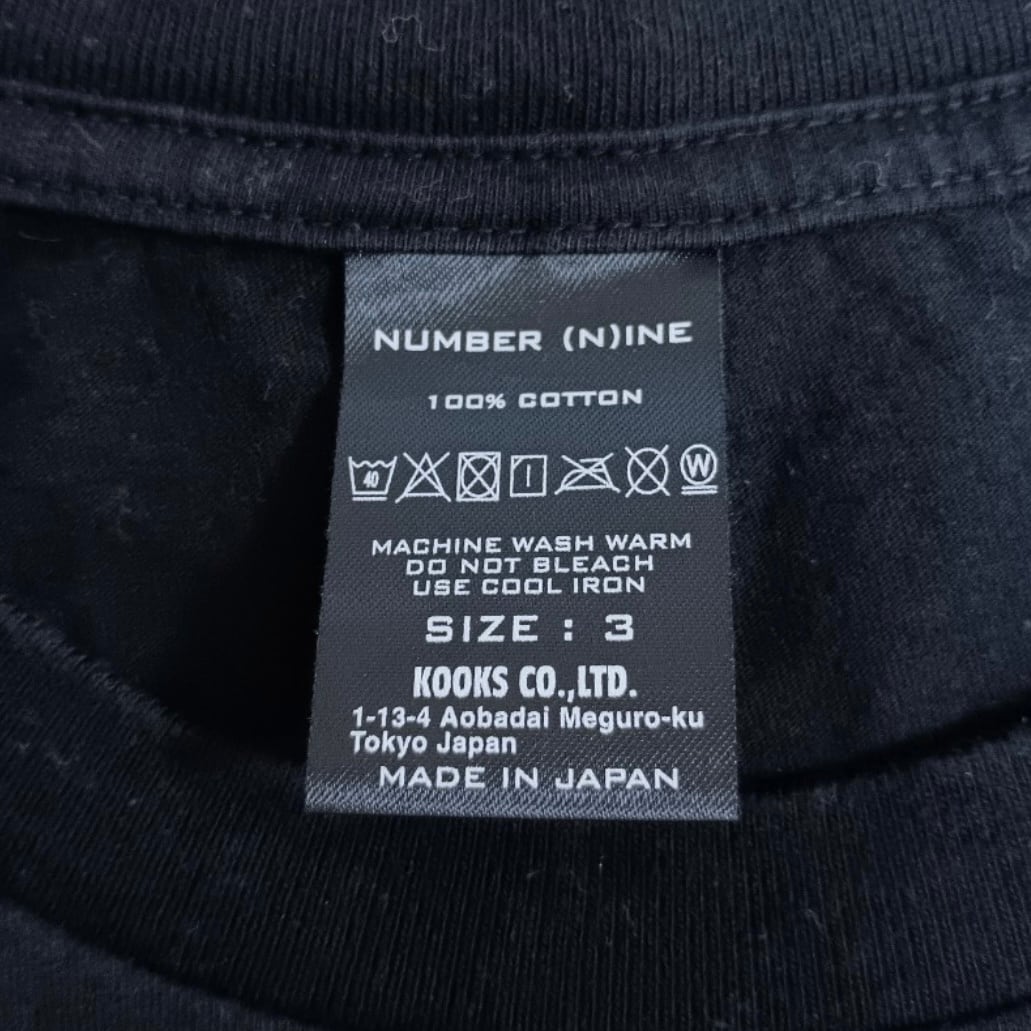 NUMBER (N)INE
100% COTTON
40 W
MACHINE WASH WARM
DO NOT BLEACH
USE COOL IRON
SIZE : 3
KOOKS CO.,LTD.
1-13-4 Aobadai Meguro-ku
Tokyo Japan
MADE IN JAPAN